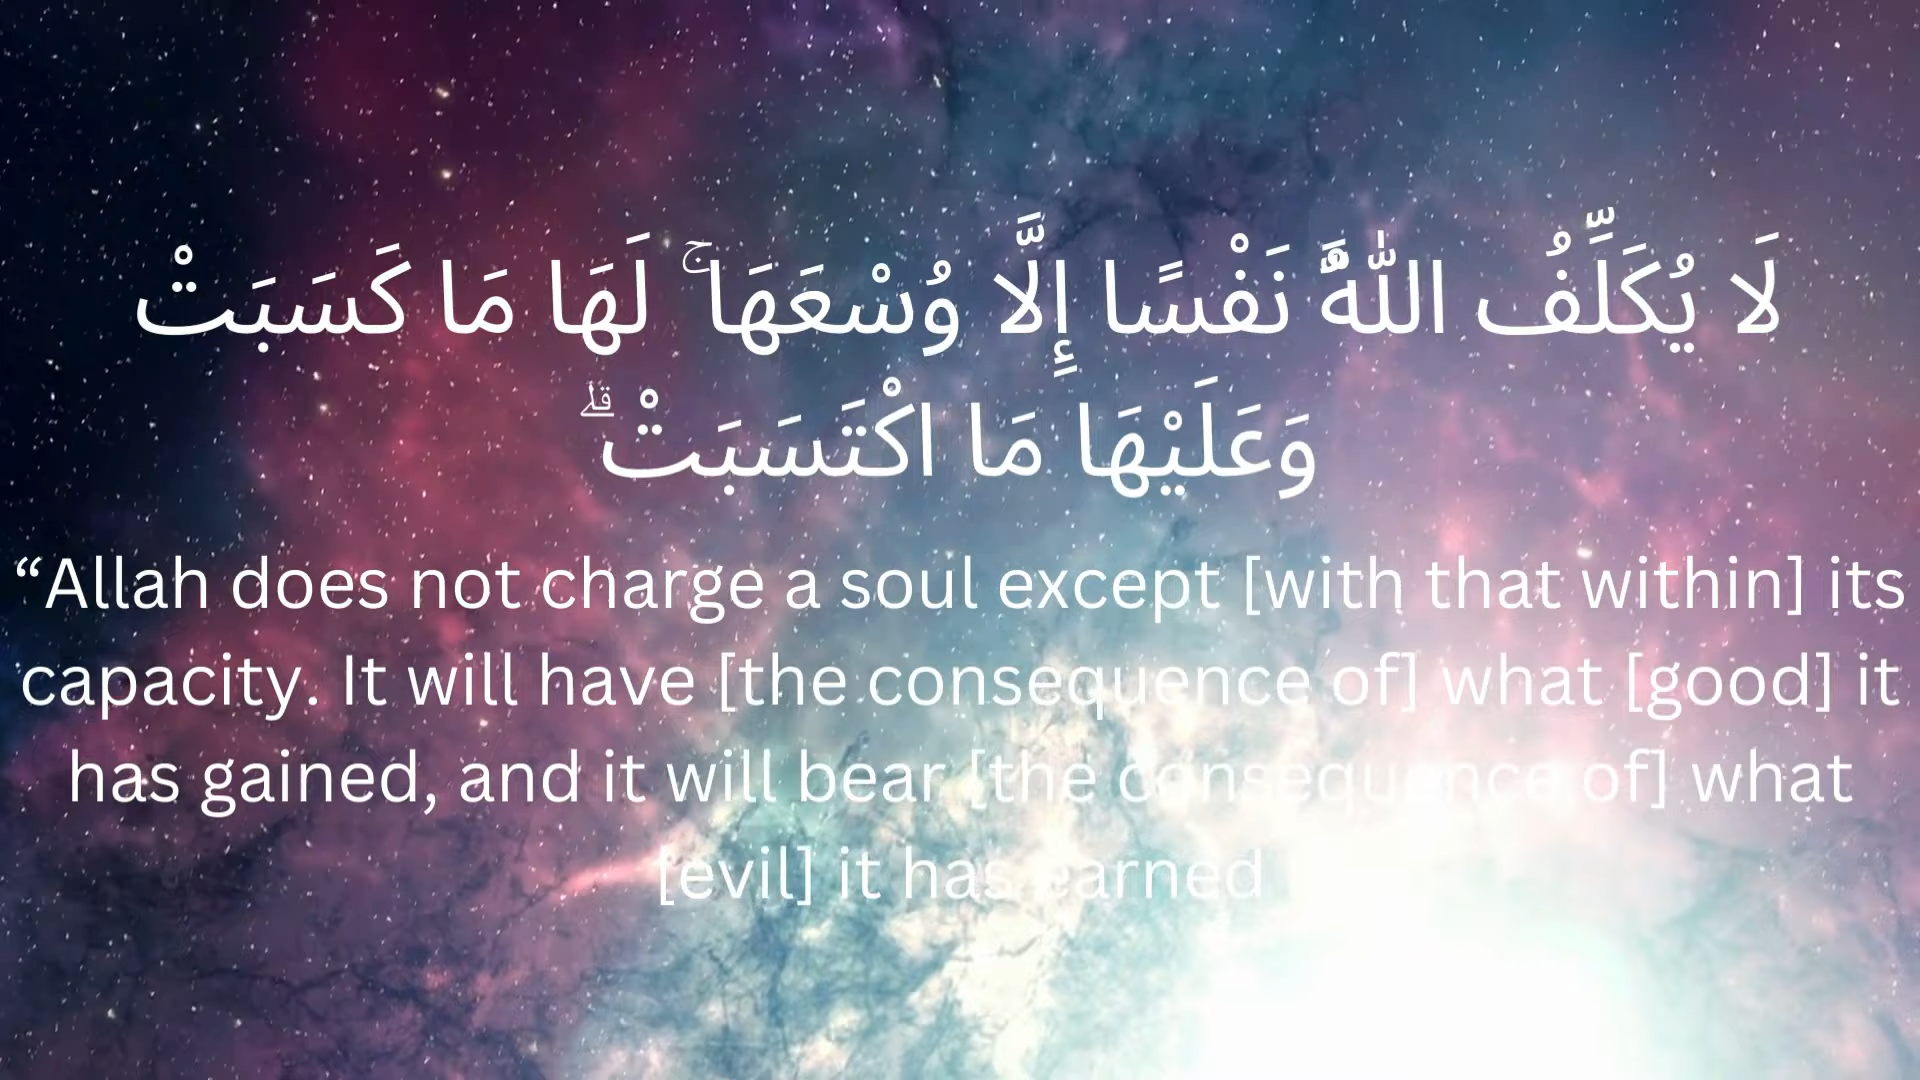 لَا يُكَلِّفُ اللَّهُ نَفْسًا إِلَّا وُسْعَهَا ۚ لَهَا مَا كَسَبَتْ
وَعَلَيْهَا مَا اكْتَسَبَتْ ۗ
“Allah does not charge a soul except [with that within] its
capacity. It will have [the consequence of] what [good] it
has gained, and it will bear [the consequence of] what
[evil] it has earned